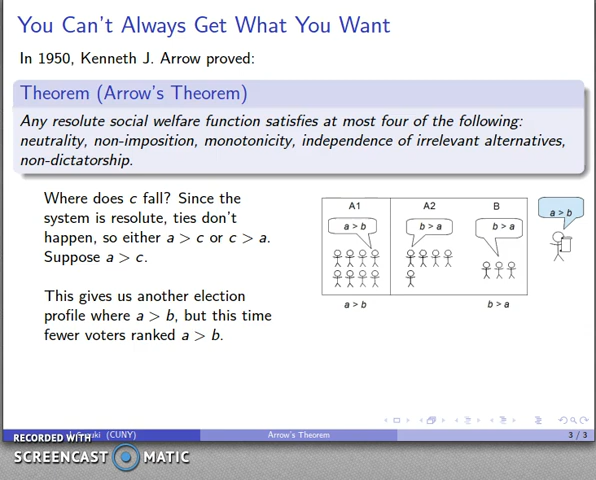 You Can't Always Get What You Want
In 1950, Kenneth J. Arrow proved:
Theorem (Arrow's Theorem)
Any resolute social welfare function satisfies at most four of the following:
neutrality, non-imposition, monotonicity, independence of irrelevant alternatives,
non-dictatorship.
Where does c fall? Since the
system is resolute, ties don't
happen, so either a > c or c > a.
Suppose a > c.
This gives us another election
profile where a > b, but this time
fewer voters ranked a > b.
A1 A2 B
a > b
a > b b > a b > a
a > b b > a
(CUNY) Arrow's Theorem 3 / 3
RECORDED WITH
SCREENCAST MATIC